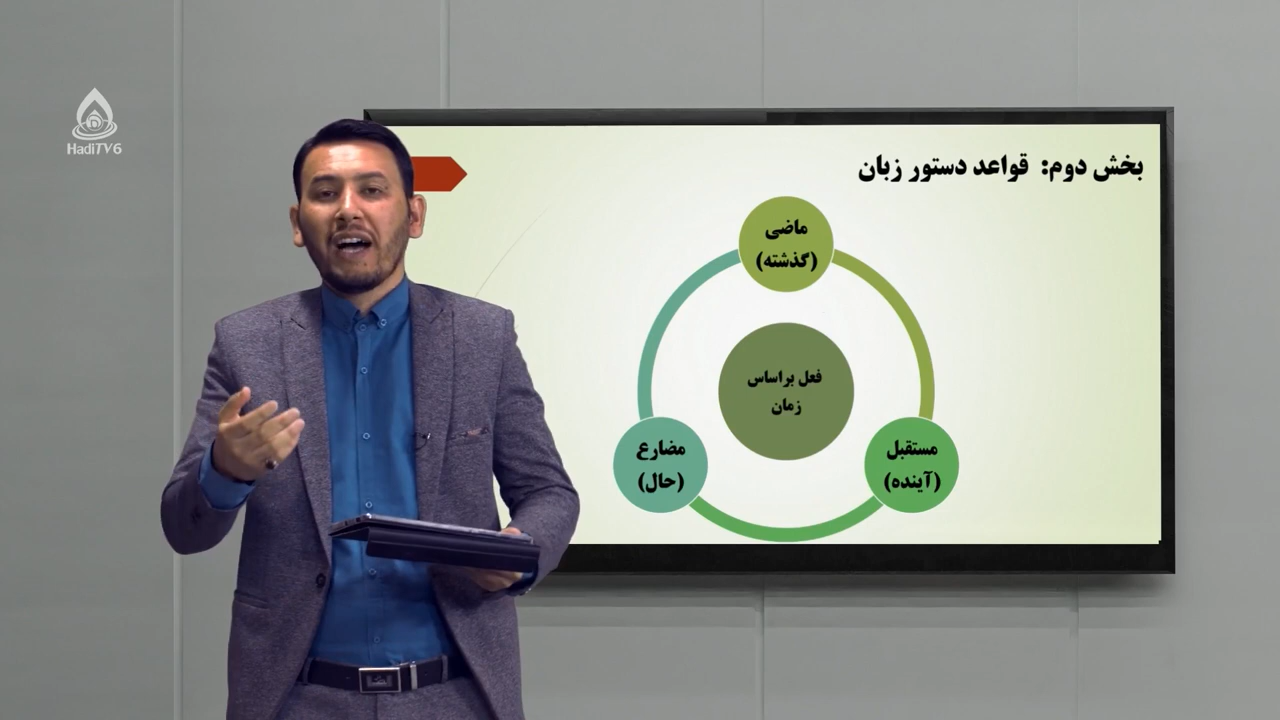 HadiTV6
بخش دوم: قواعد دستور زبان
ماضی
(گذشته)
فعل براساس
زمان
مضارع
(حال)
مستقبل
(آینده)